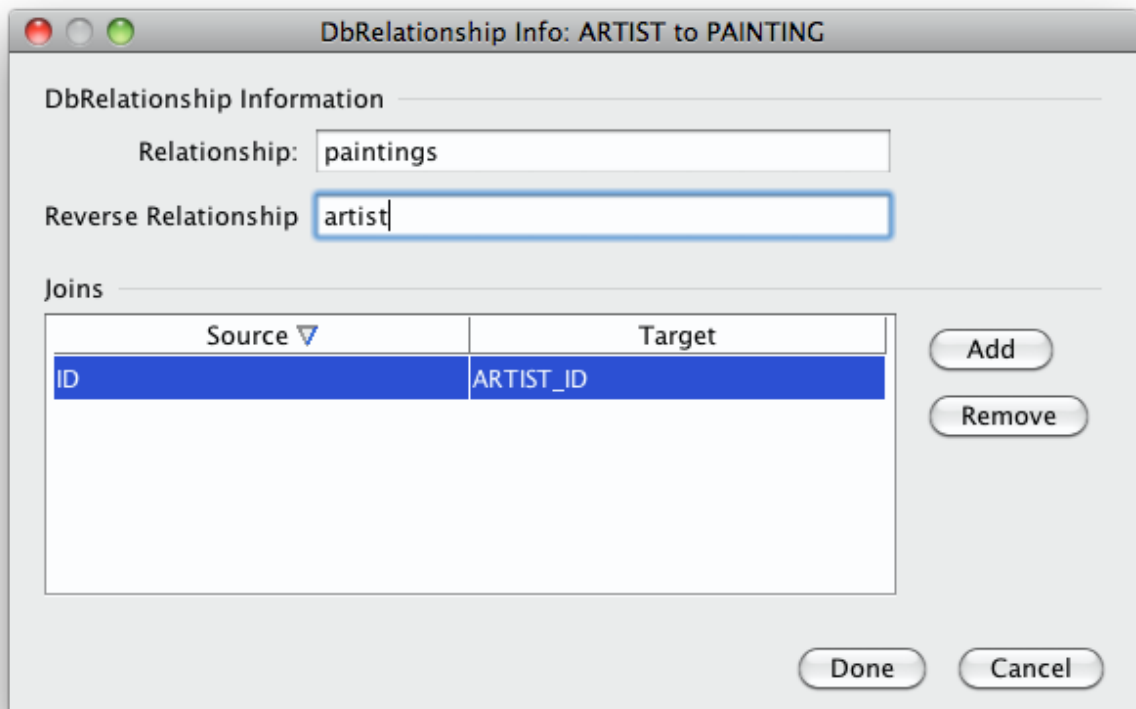 DbRelationship Info: ARTIST to PAINTING
DbRelationship Information
Relationship: paintings
Reverse Relationship artist
Joins
Source Target
ID ARTIST_ID
Add
Remove
Done Cancel